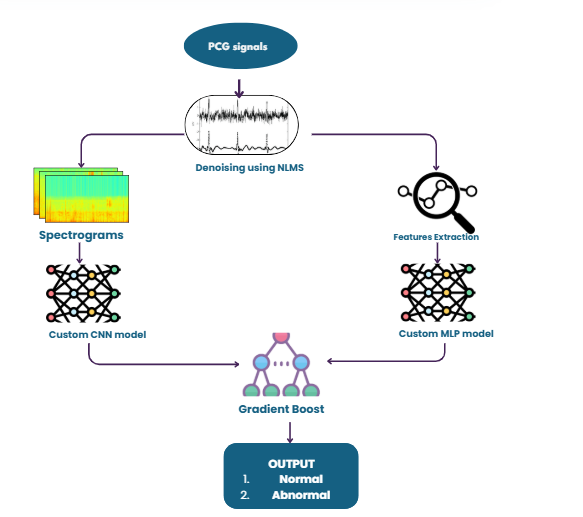 PCG signals
Denoising using NLMS
Spectrograms
Features Extraction
Custom CNN model
Custom MLP model
Gradient Boost
OUTPUT
1. Normal
2. Abnormal